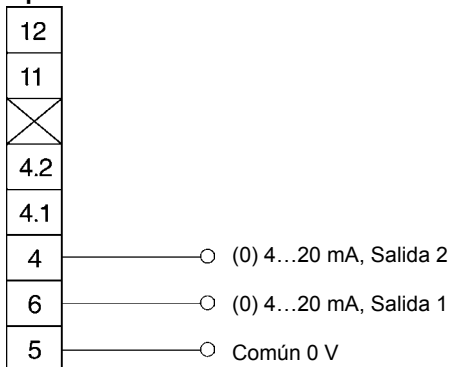 12
11
4.2
4.1
4 (0) 4…20 mA, Salida 2
6 (0) 4…20 mA, Salida 1
5 Común 0 V